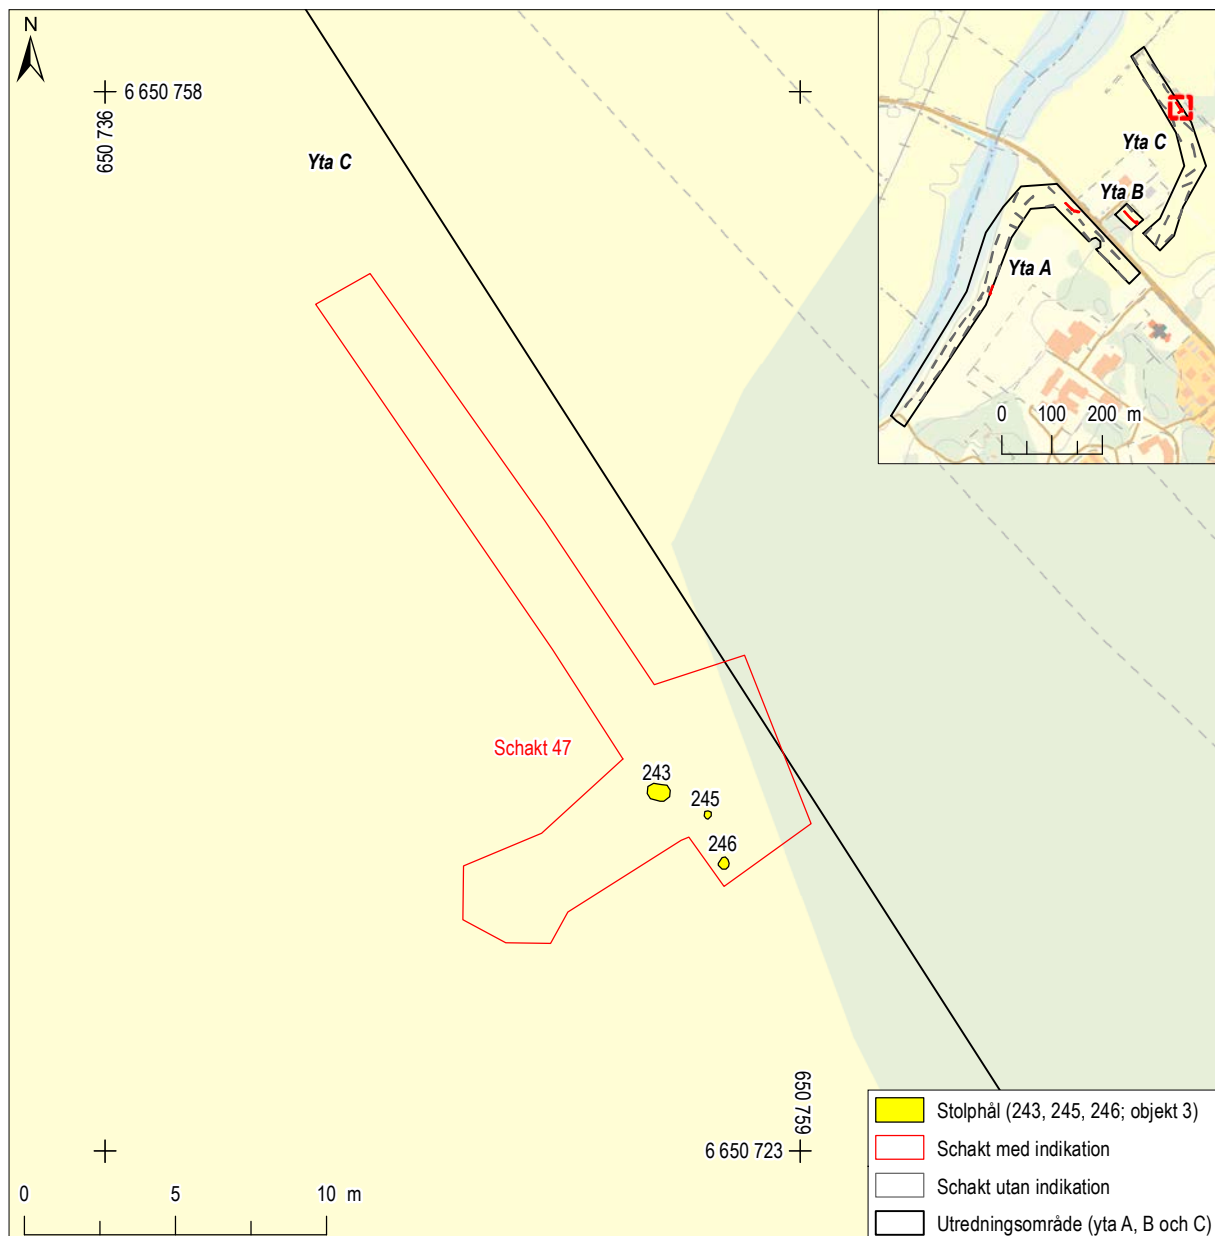 N
6 650 758
650 736
Yta C
Yta C
Yta B
Yta A
0 100 200 m
Schakt 47
243
245
246
650 759
6 650 723
0 5 10 m
Stolphål (243, 245, 246; objekt 3)
Schakt med indikation
Schakt utan indikation
Utredningsområde (yta A, B och C)